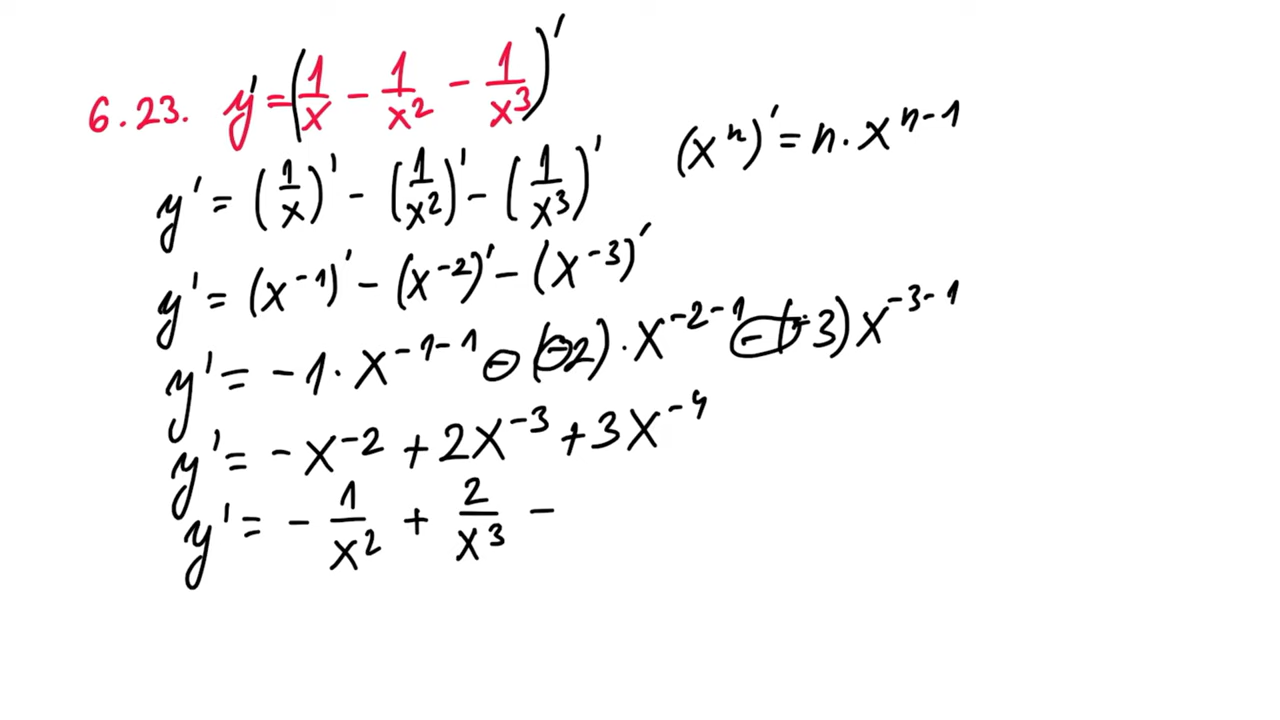 6.23. y' = (1/x - 1/x² - 1/x³)'
y' = (1/x)' - (1/x²)' - (1/x³)'
(xⁿ)' = n · xⁿ⁻¹
y' = (x⁻¹)' - (x⁻²)' - (x⁻³)'
y' = -1 · x⁻¹⁻¹ - (-2) · x⁻²⁻¹ - (-3) x⁻³⁻¹
y' = -x⁻² + 2x⁻³ + 3x⁻⁴
y' = - 1/x² + 2/x³ -